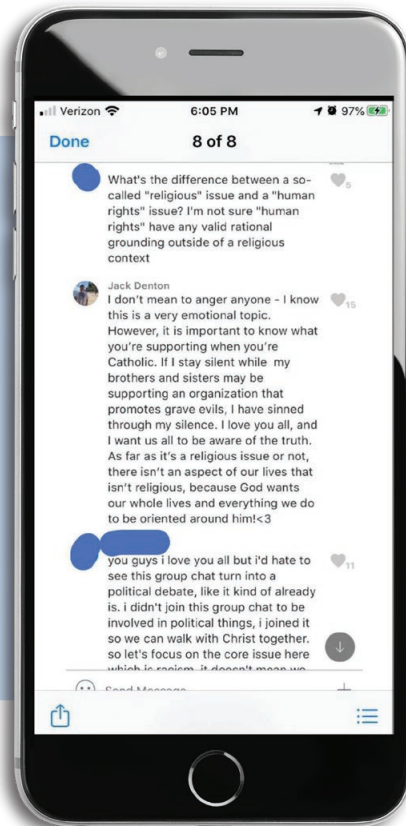 Verizon 6:05 PM 97%
Done 8 of 8
What's the difference between a so-
called "religious" issue and a "human
rights" issue? I'm not sure "human
rights" have any valid rational
grounding outside of a religious
context
5
Jack Denton
I don't mean to anger anyone - I know
this is a very emotional topic.
However, it is important to know what
you're supporting when you're
Catholic. If I stay silent while my
brothers and sisters may be
supporting an organization that
promotes grave evils, I have sinned
through my silence. I love you all, and
I want us all to be aware of the truth.
As far as it's a religious issue or not,
there isn't an aspect of our lives that
isn't religious, because God wants
our whole lives and everything we do
to be oriented around him!<3
15
you guys i love you all but i'd hate to
see this group chat turn into a
political debate, like it kind of already
is. i didn't join this group chat to be
involved in political things, i joined it
so we can walk with Christ together.
so let's focus on the core issue here
which is racism, it doesn't mean we
11
Send Message